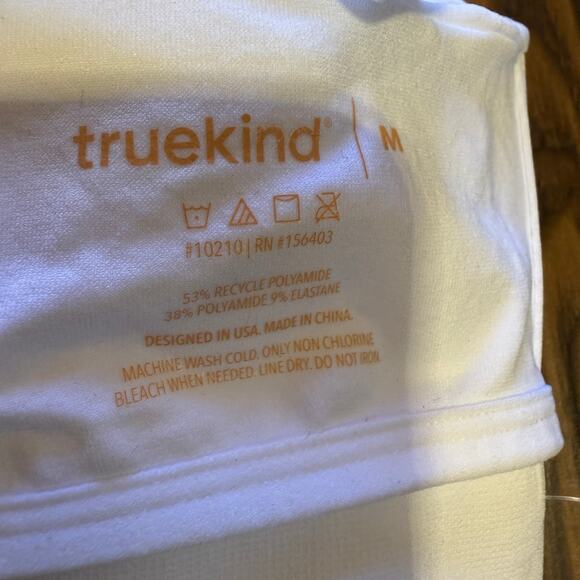 truekind® M
#10210 | RN #156403
53% RECYCLE POLYAMIDE
38% POLYAMIDE 9% ELASTANE
DESIGNED IN USA. MADE IN CHINA.
MACHINE WASH COLD. ONLY NON CHLORINE
BLEACH WHEN NEEDED. LINE DRY. DO NOT IRON.